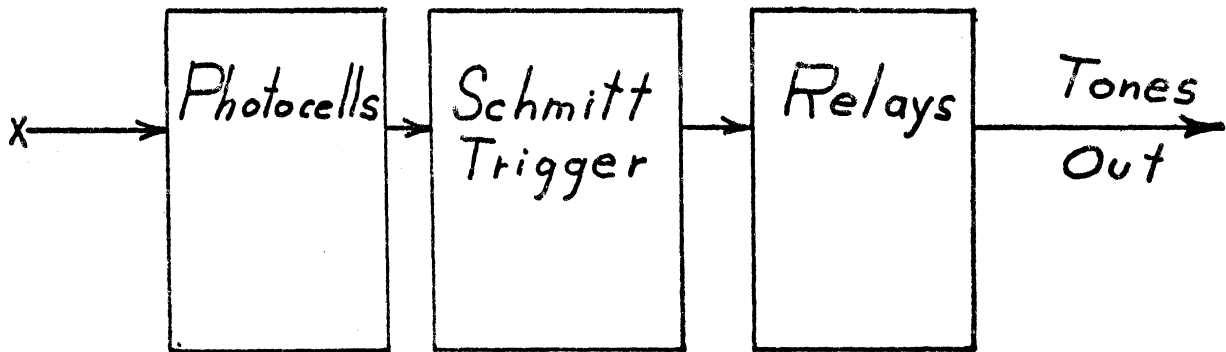 x
Photocells
Schmitt
Trigger
Relays
Tones
Out